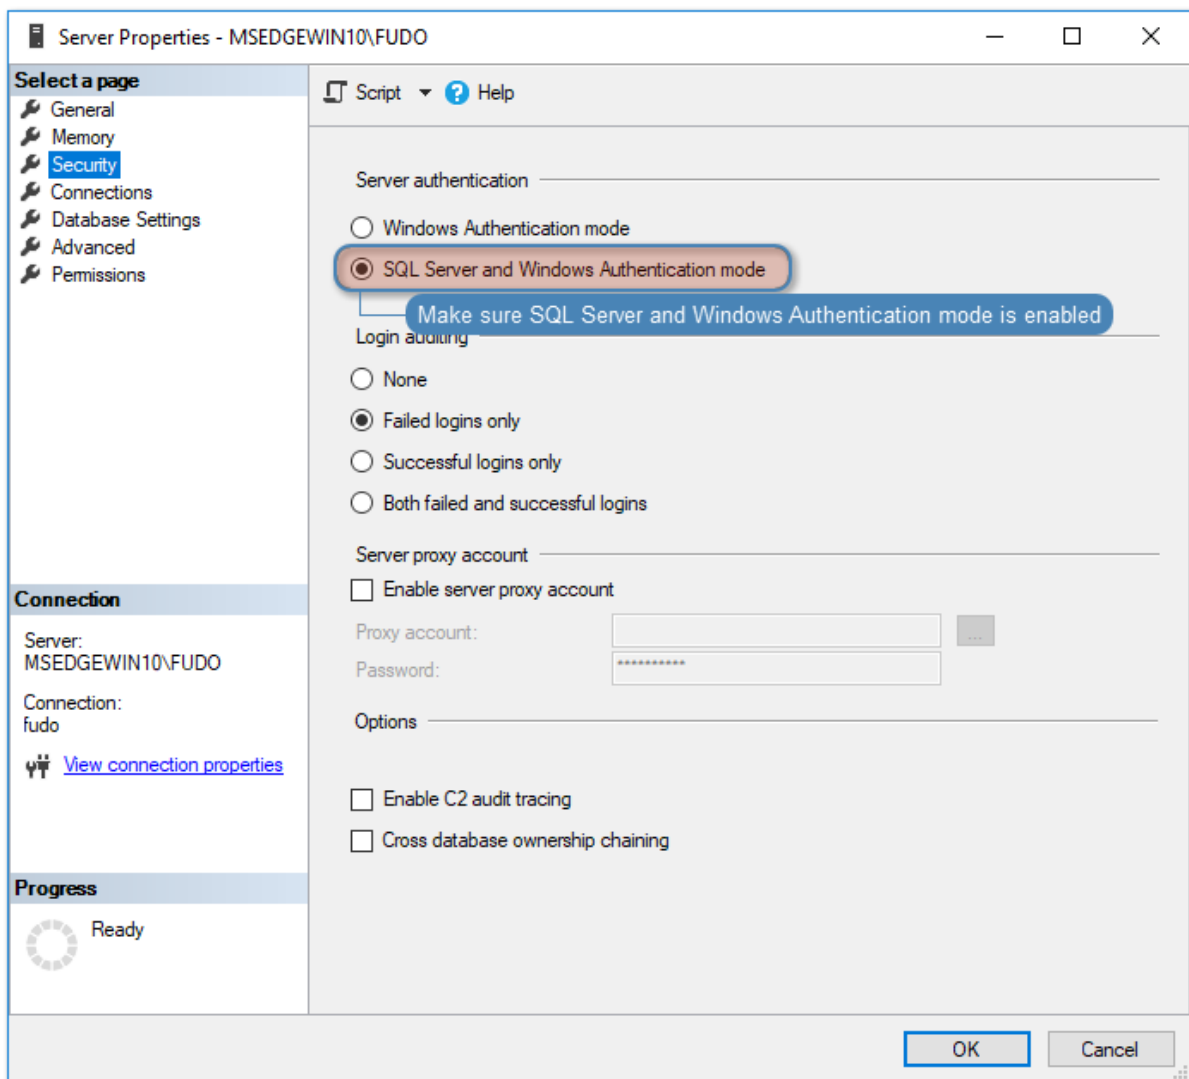 Server Properties - MSEDGEWIN10\FUDO
Select a page
General
Memory
Security
Connections
Database Settings
Advanced
Permissions
Connection
Server:
MSEDGEWIN10\FUDO
Connection:
fudo
View connection properties
Progress
Ready
Script
Help
Server authentication
Windows Authentication mode
SQL Server and Windows Authentication mode
Make sure SQL Server and Windows Authentication mode is enabled
Login auditing
None
Failed logins only
Successful logins only
Both failed and successful logins
Server proxy account
Enable server proxy account
Proxy account:
...
Password:
**********
Options
Enable C2 audit tracing
Cross database ownership chaining
OK
Cancel